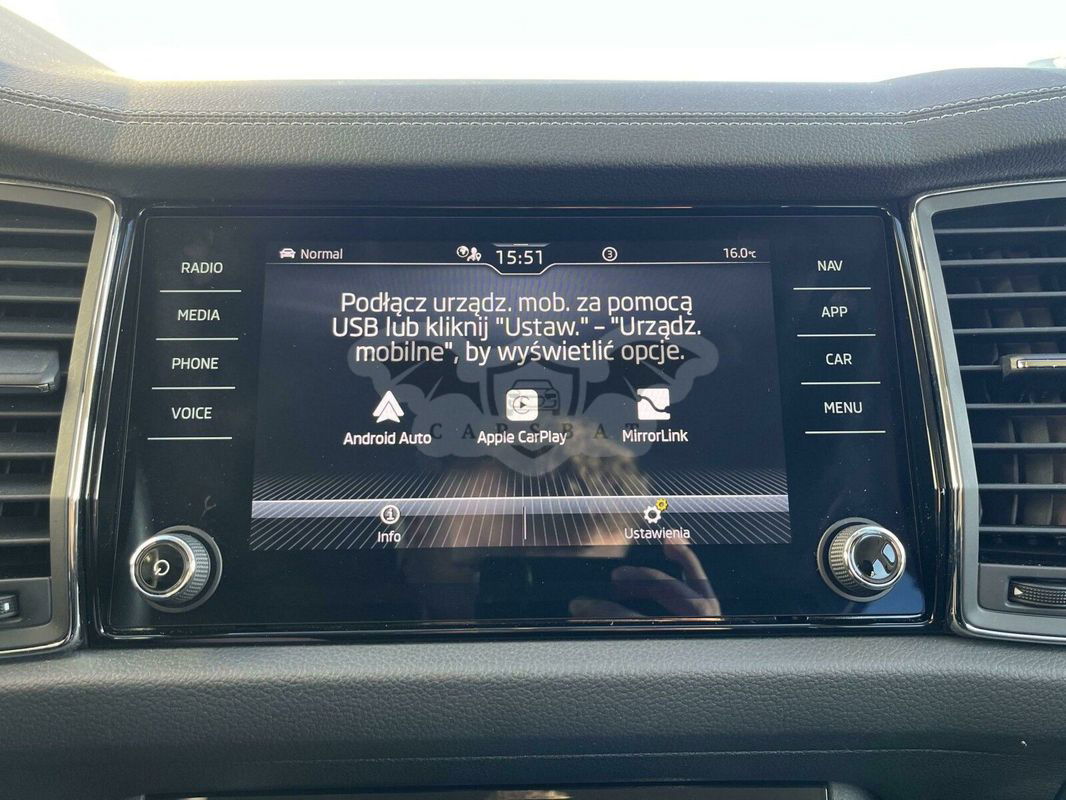 Normal
15:51
3
16.0°C
RADIO
MEDIA
PHONE
VOICE
Podłącz urządz. mob. za pomocą
USB lub kliknij "Ustaw." – "Urządz.
mobilne", by wyświetlić opcje.
Android Auto
Apple CarPlay
MirrorLink
CARSBAT
Info
Ustawienia
NAV
APP
CAR
MENU